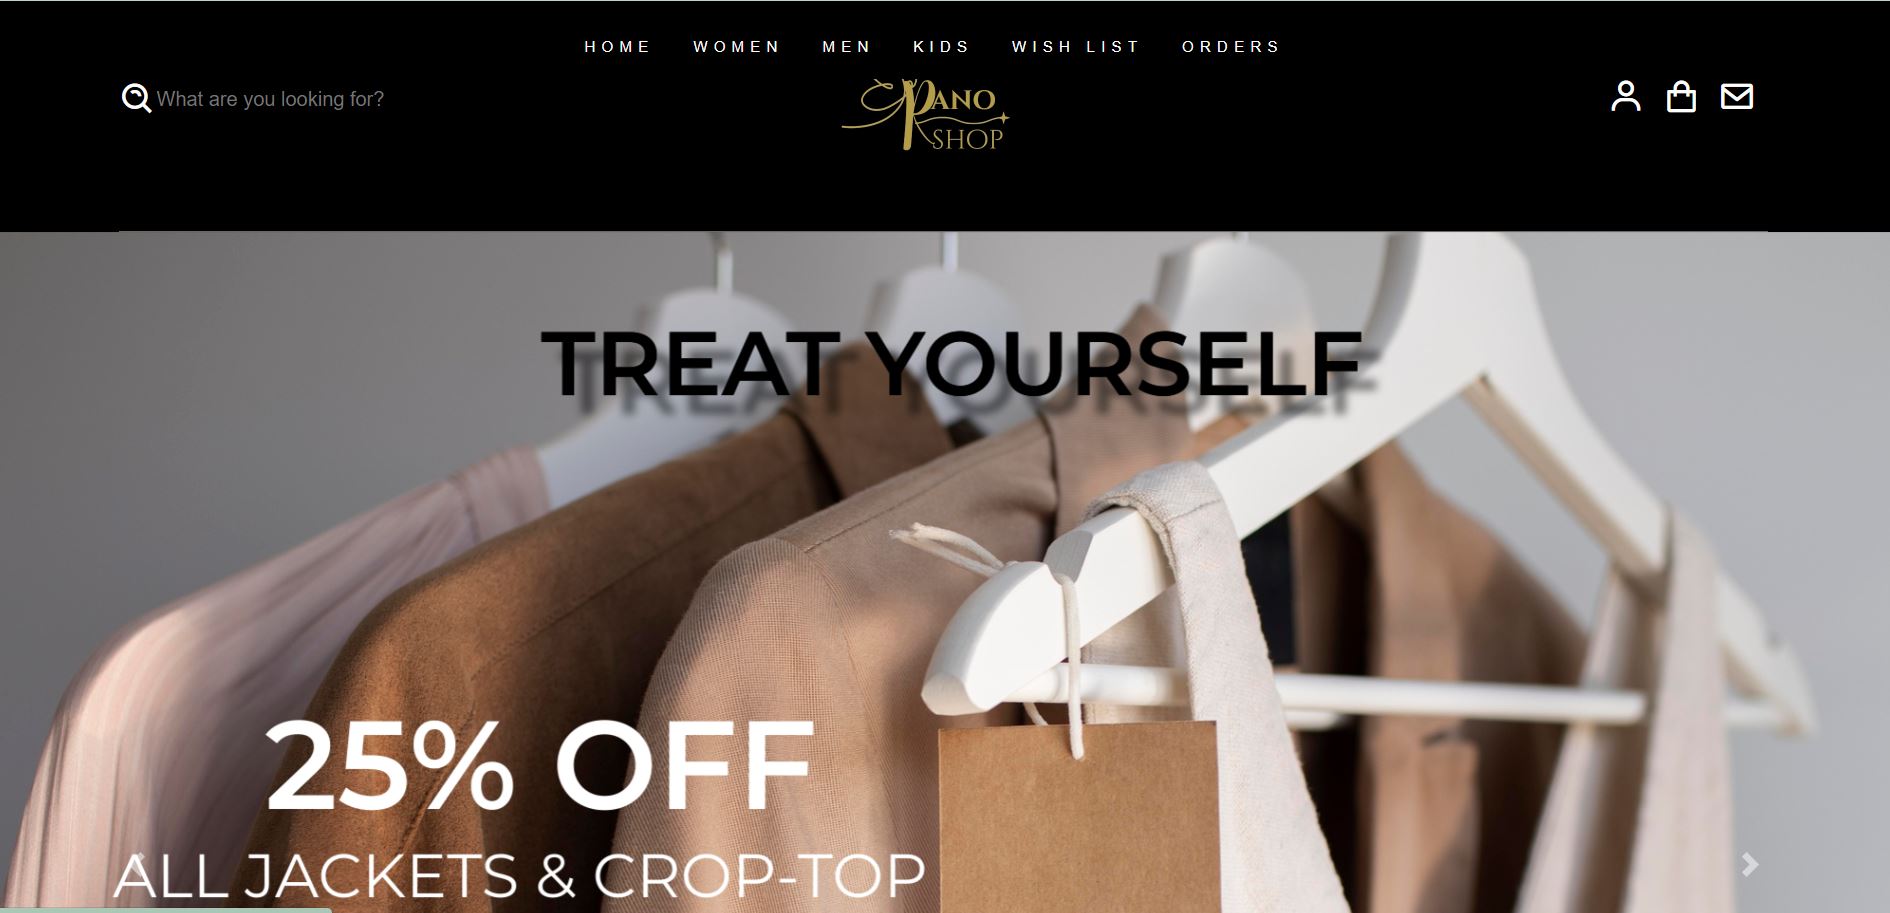 HOME WOMEN MEN KIDS WISH LIST ORDERS
What are you looking for?
PANO
SHOP
TREAT YOURSELF
25% OFF
ALL JACKETS & CROP-TOP